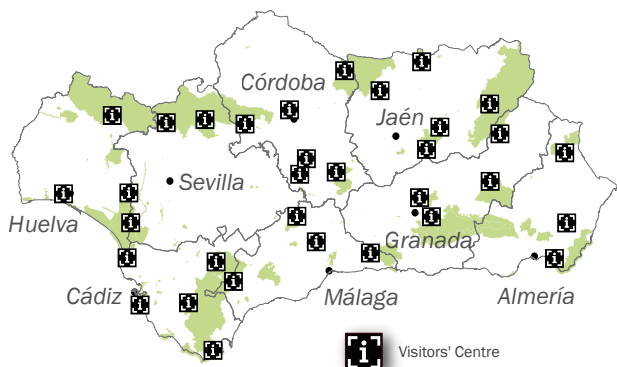 Córdoba
Jaén
Sevilla
Huelva
Granada
Cádiz
Málaga
Almería
Visitors' Centre